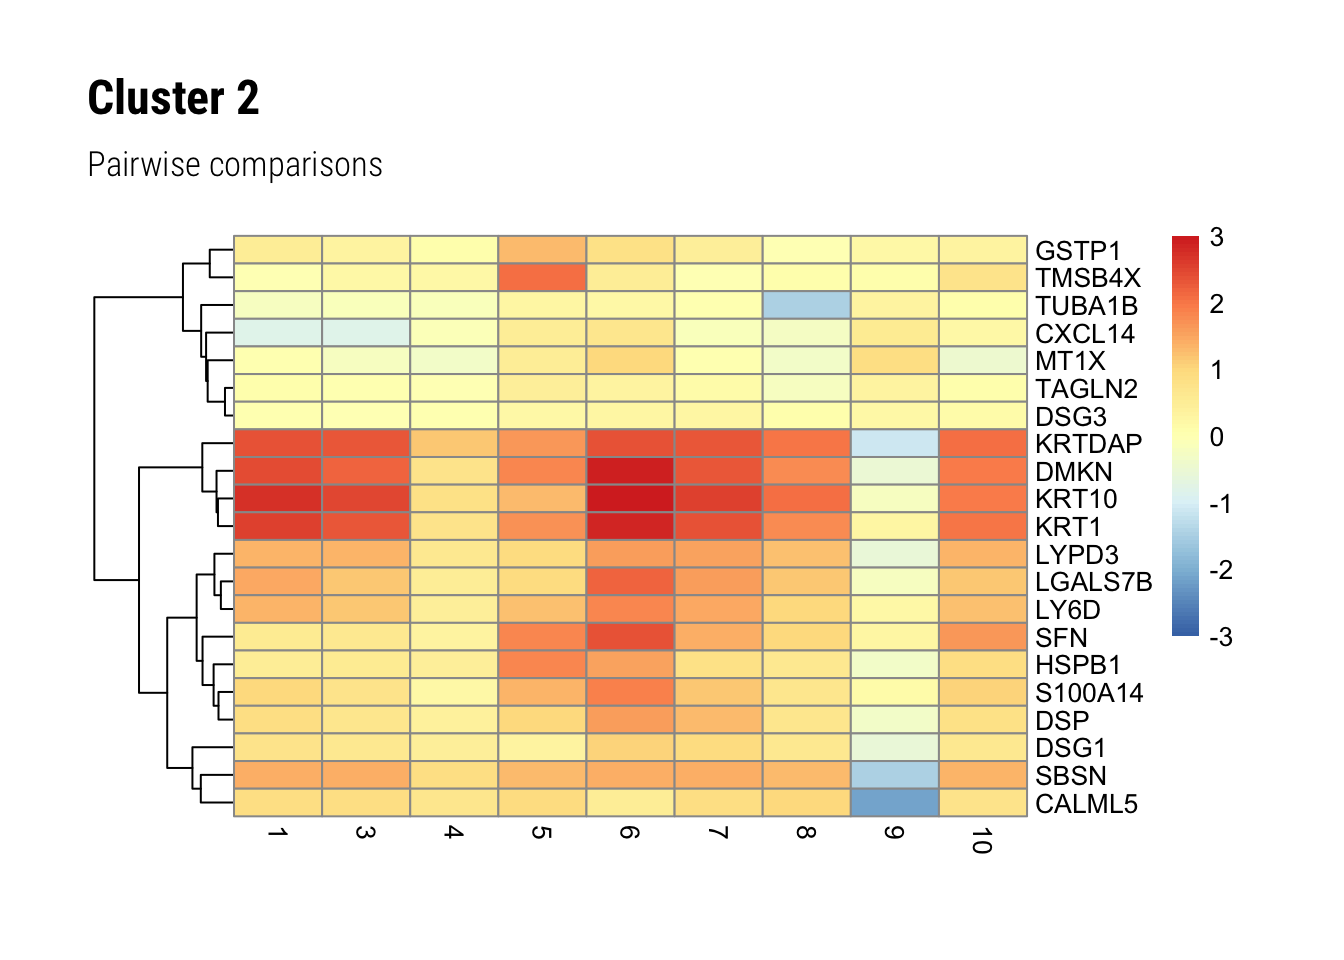 Cluster 2
Pairwise comparisons
GSTP1
TMSB4X
TUBA1B
CXCL14
MT1X
TAGLN2
DSG3
KRTDAP
DMKN
KRT10
KRT1
LYPD3
LGALS7B
LY6D
SFN
HSPB1
S100A14
DSP
DSG1
SBSN
CALML5
3
2
1
0
-1
-2
-3
1 3 4 5 6 7 8 9 10